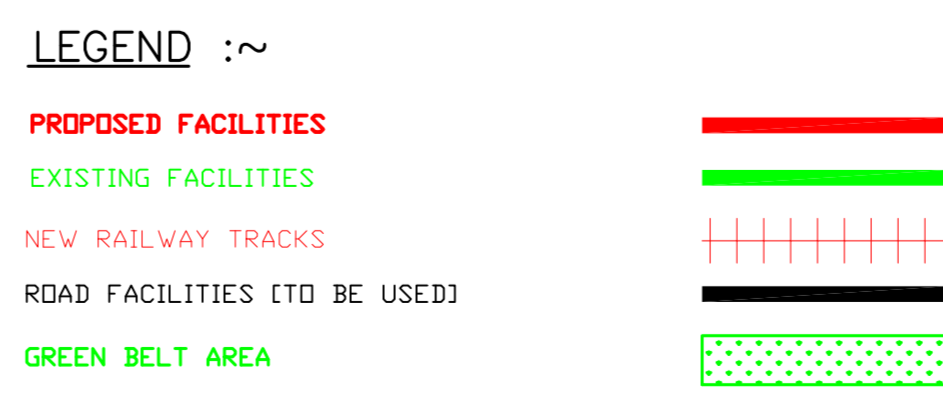 LEGEND :~
PROPOSED FACILITIES
EXISTING FACILITIES
NEW RAILWAY TRACKS
ROAD FACILITIES [TO BE USED]
GREEN BELT AREA